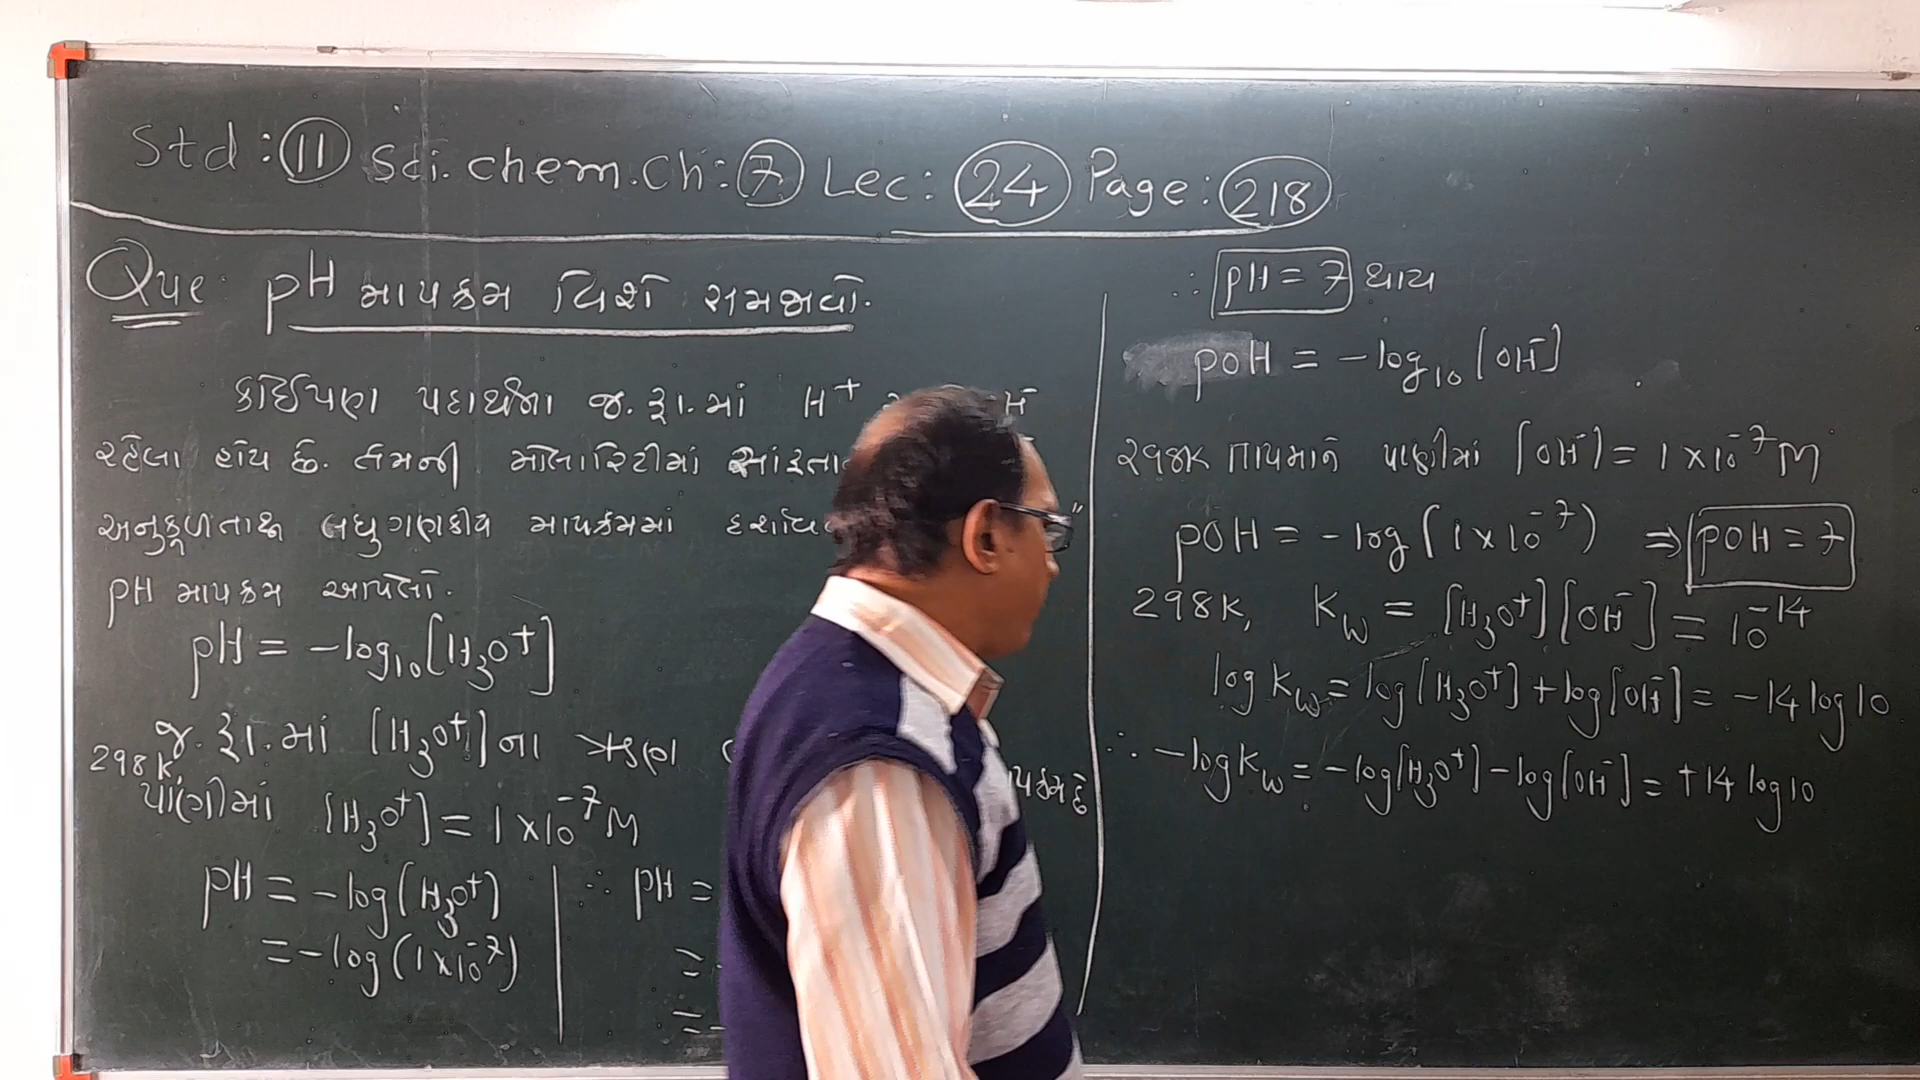 Std : 11 Sci. chem. Ch : 7 Lec : 24 Page : 218
Que: pH માપક્રમ વિશે સમજાવો.
કોઈપણ પદાર્થના જ. દ્રા. માં H⁺
રહેલા હોય છે. તેમની મોલારિટીમાં
અનુકૂળતાથી લઘુગણકીય માપક્રમમાં
pH માપક્રમ આપેલો.
pH = -log₁₀[H₃O⁺]
જ. દ્રા. માં [H₃O⁺] ના ઋણ
298 K, પાણીમાં [H₃O⁺] = 1 × 10⁻⁷ M
pH = -log(H₃O⁺)
= -log(1×10⁻⁷)
∴ pH =
=
=
∴ pH = 7 થાય
pOH = -log₁₀[OH⁻]
298K તાપમાને પાણીમાં [OH⁻] = 1 × 10⁻⁷ M
pOH = -log(1 × 10⁻⁷) ⇒ pOH = 7
298K, Kw = [H₃O⁺][OH⁻] = 10⁻¹⁴
log Kw = log[H₃O⁺] + log[OH⁻] = -14 log 10
∴ -log Kw = -log[H₃O⁺] - log[OH⁻] = +14 log 10